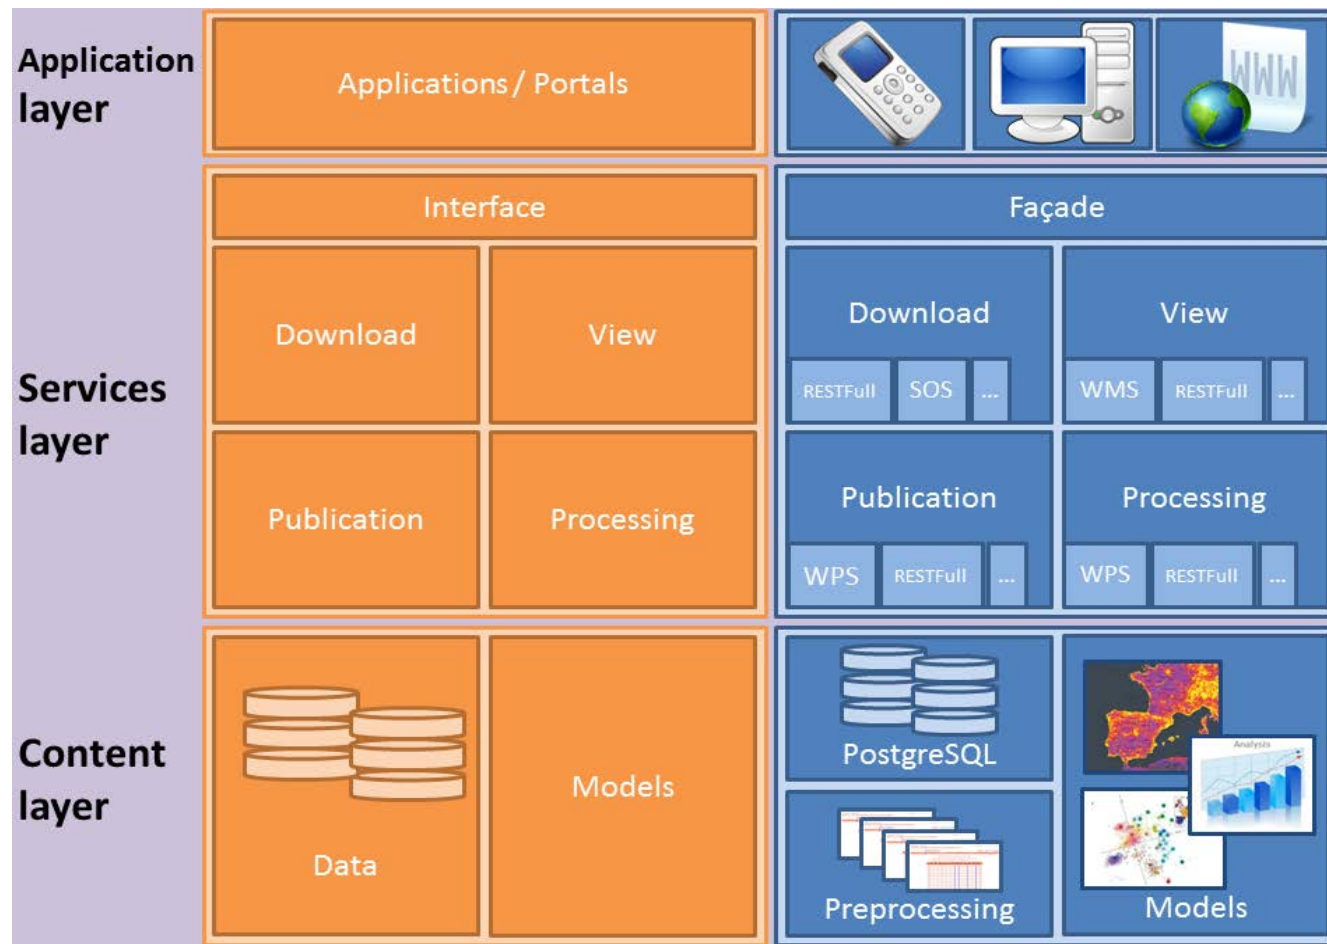 Application
layer
Applications / Portals
WWW
Services
layer
Interface
Download
View
Publication
Processing
Façade
Download
RESTFull
SOS
...
View
WMS
RESTFull
...
Publication
WPS
RESTFull
...
Processing
WPS
RESTFull
...
Content
layer
Data
Models
PostgreSQL
Preprocessing
Analysis
Models